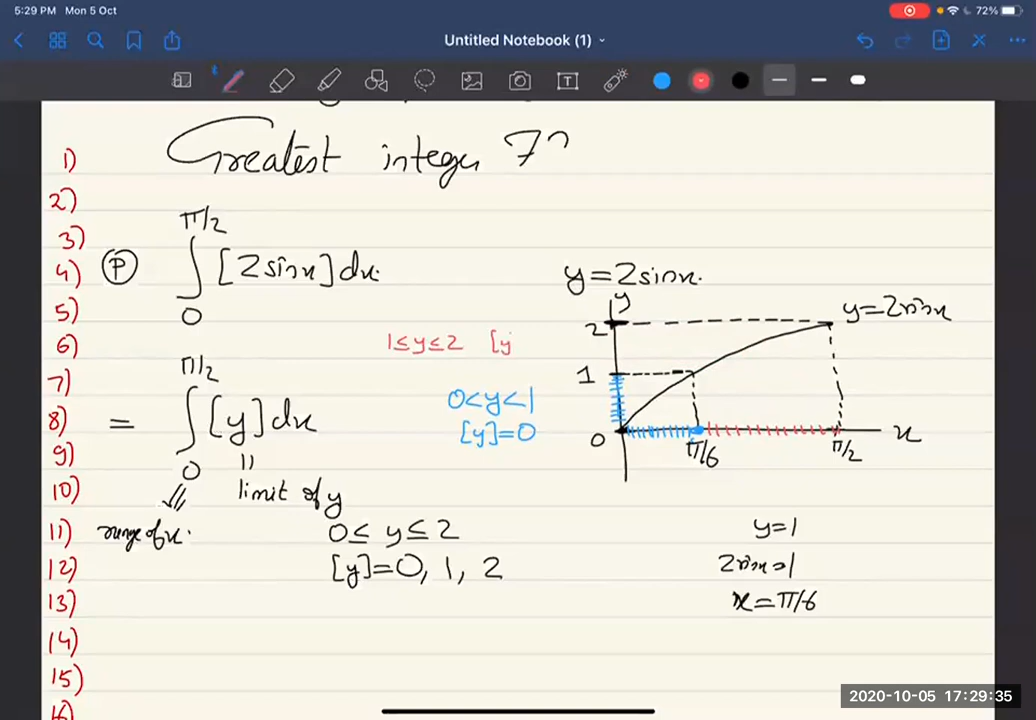 5:29 PM Mon 5 Oct
72%
Untitled Notebook (1)
Greatest integer
1)
2)
3)
4)
5)
6)
7)
8)
9)
10)
11)
12)
13)
14)
15)
16)
P ∫₀^(π/2) [2sinx]dx.
= ∫₀^(π/2) [y]dx
limit of y
range of x.
0≤ y ≤ 2
[y]=0, 1, 2
1≤y≤2 [y
0<y<1
[y]=0
y=2sinx.
y
y=2sinx
2
1
0
π/6
π/2
x
y=1
2sinx=1
x=π/6
2020-10-05 17:29:35